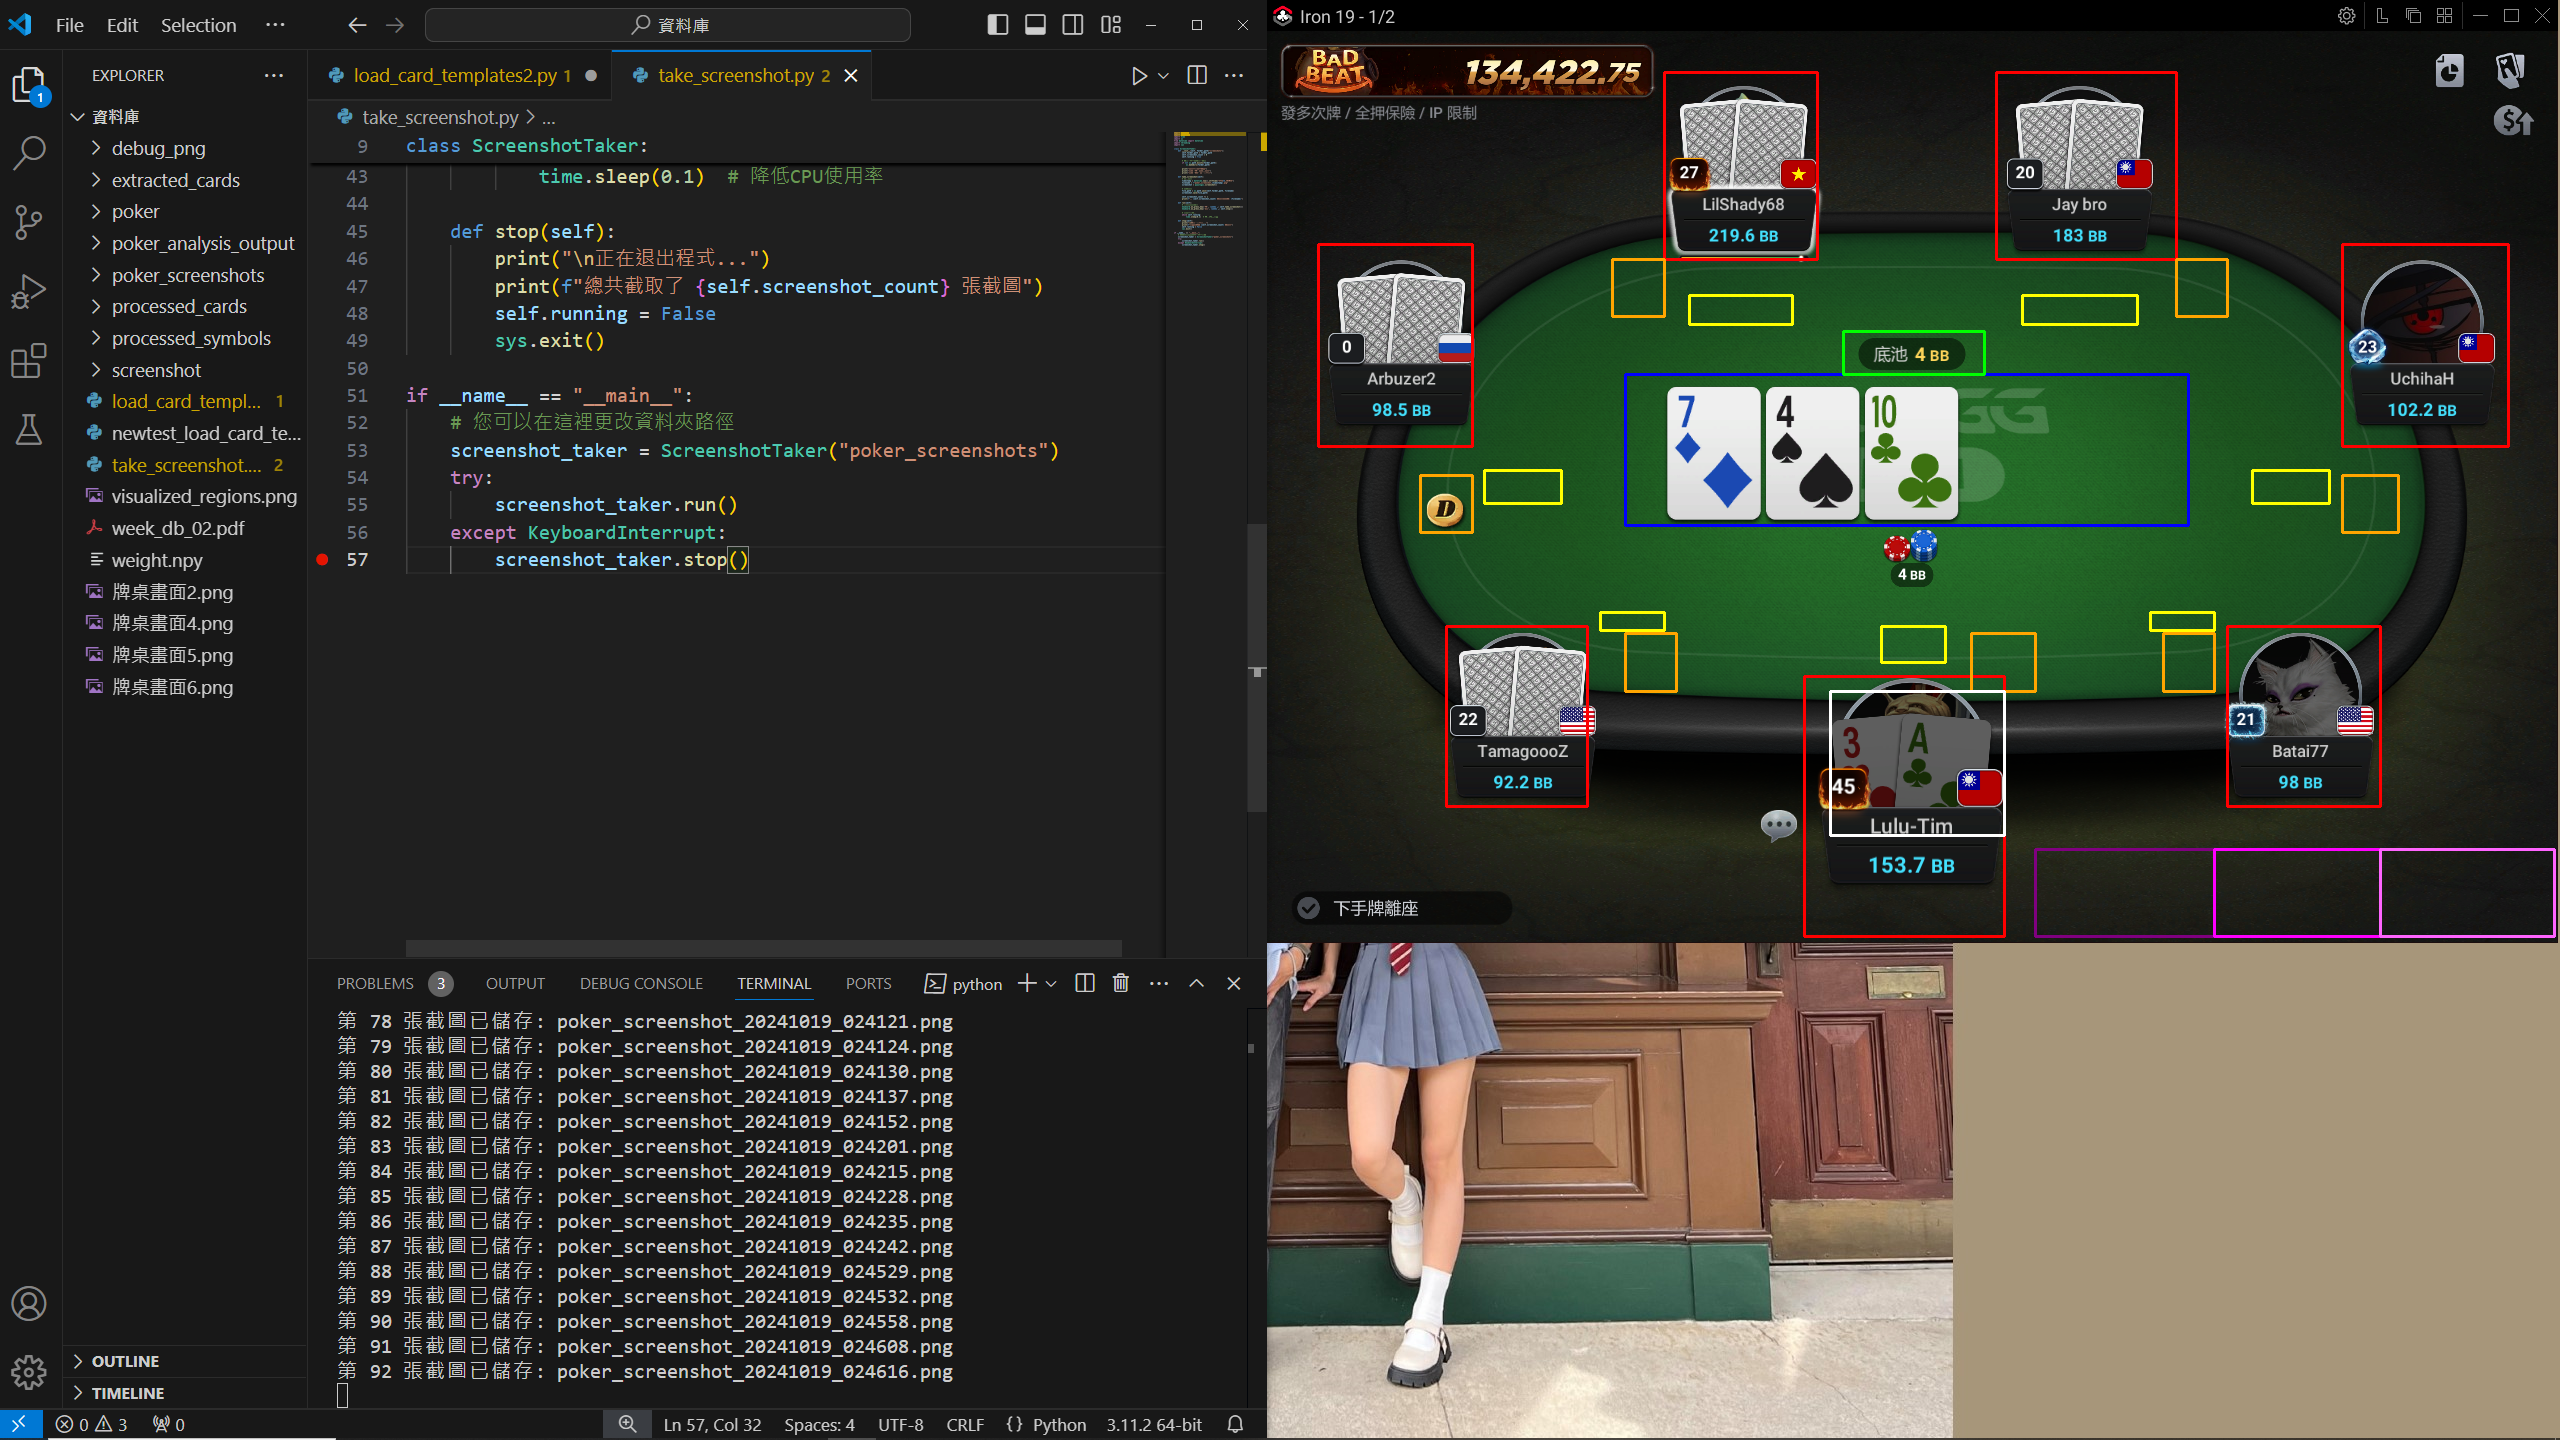 File Edit Selection ···
資料庫
EXPLORER ···
資料庫
debug_png
extracted_cards
poker
poker_analysis_output
poker_screenshots
processed_cards
processed_symbols
screenshot
load_card_templ... 1
newtest_load_card_te...
take_screenshot.... 2
visualized_regions.png
week_db_02.pdf
weight.npy
牌桌畫面2.png
牌桌畫面4.png
牌桌畫面5.png
牌桌畫面6.png
OUTLINE
TIMELINE
1
load_card_templates2.py 1
take_screenshot.py 2
take_screenshot.py > ...
9 class ScreenshotTaker:
43 time.sleep(0.1) # 降低CPU使用率
44
45 def stop(self):
46 print("\n正在退出程式...")
47 print(f"總共截取了 {self.screenshot_count} 張截圖")
48 self.running = False
49 sys.exit()
50
51 if __name__ == "__main__":
52 # 您可以在這裡更改資料夾路徑
53 screenshot_taker = ScreenshotTaker("poker_screenshots")
54 try:
55 screenshot_taker.run()
56 except KeyboardInterrupt:
57 screenshot_taker.stop()
PROBLEMS 3 OUTPUT DEBUG CONSOLE TERMINAL PORTS python
第 78 張截圖已儲存: poker_screenshot_20241019_024121.png
第 79 張截圖已儲存: poker_screenshot_20241019_024124.png
第 80 張截圖已儲存: poker_screenshot_20241019_024130.png
第 81 張截圖已儲存: poker_screenshot_20241019_024137.png
第 82 張截圖已儲存: poker_screenshot_20241019_024152.png
第 83 張截圖已儲存: poker_screenshot_20241019_024201.png
第 84 張截圖已儲存: poker_screenshot_20241019_024215.png
第 85 張截圖已儲存: poker_screenshot_20241019_024228.png
第 86 張截圖已儲存: poker_screenshot_20241019_024235.png
第 87 張截圖已儲存: poker_screenshot_20241019_024242.png
第 88 張截圖已儲存: poker_screenshot_20241019_024529.png
第 89 張截圖已儲存: poker_screenshot_20241019_024532.png
第 90 張截圖已儲存: poker_screenshot_20241019_024558.png
第 91 張截圖已儲存: poker_screenshot_20241019_024608.png
第 92 張截圖已儲存: poker_screenshot_20241019_024616.png
0 3 0 Ln 57, Col 32 Spaces: 4 UTF-8 CRLF {} Python 3.11.2 64-bit
Iron 19 - 1/2
BAD BEAT 134,422.75
發多次牌 / 全押保險 / IP 限制
27
LilShady68
219.6 BB
20
Jay bro
183 BB
0
Arbuzer2
98.5 BB
23
UchihaH
102.2 BB
底池 4 BB
7 4 10
D
4 BB
22
TamagoooZ
92.2 BB
3 A
45
Lulu-Tim
153.7 BB
21
Batai77
98 BB
下手牌離座